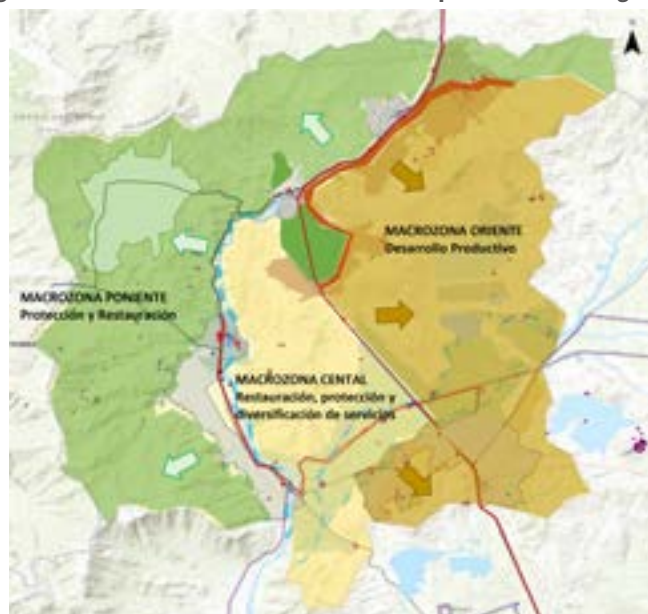 MACROZONA ORIENTE
Desarrollo Productivo
MACROZONA PONIENTE
Protección y Restauración
MACROZONA CENTAL
Restauración, protección y
diversificación de servicios